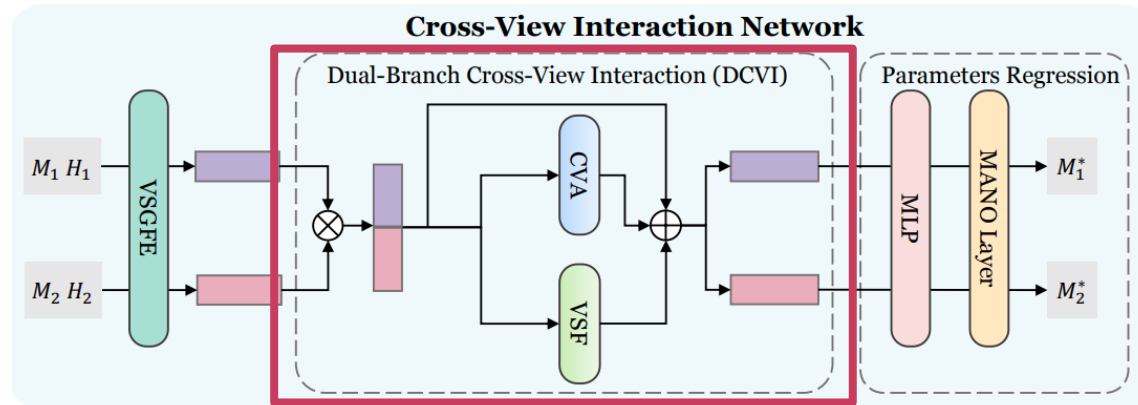 Cross-View Interaction Network
Dual-Branch Cross-View Interaction (DCVI)
Parameters Regression
M₁ H₁
M₂ H₂
VSGFE
CVA
VSF
MLP
MANO Layer
M₁*
M₂*